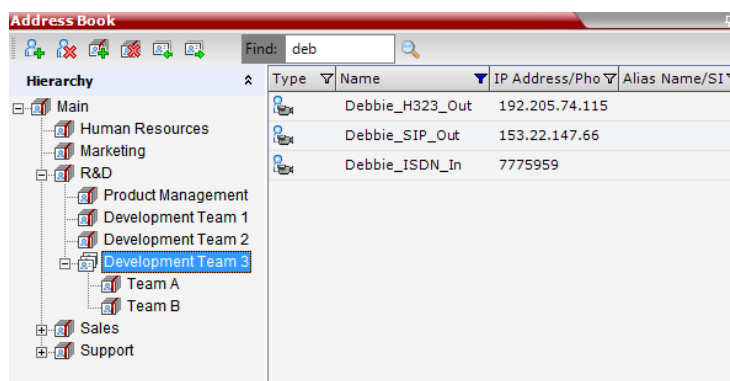 Address Book
Find: deb
Hierarchy
Type Name IP Address/Pho Alias Name/SI
Main
Human Resources
Marketing
R&D
Product Management
Development Team 1
Development Team 2
Development Team 3
Team A
Team B
Sales
Support
Debbie_H323_Out 192.205.74.115
Debbie_SIP_Out 153.22.147.66
Debbie_ISDN_In 7775959